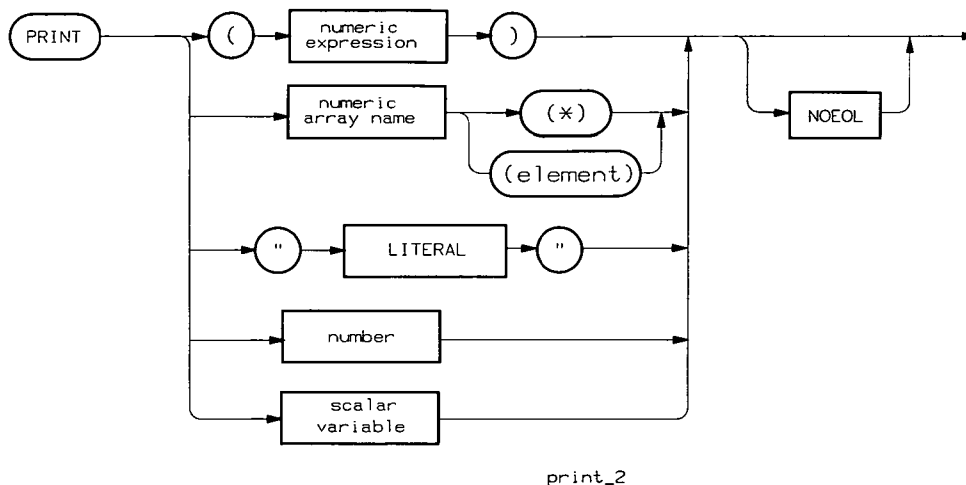 PRINT
(
numeric
expression
)
numeric
array name
(*)
(element)
NOEOL
"
LITERAL
"
number
scalar
variable
print_2